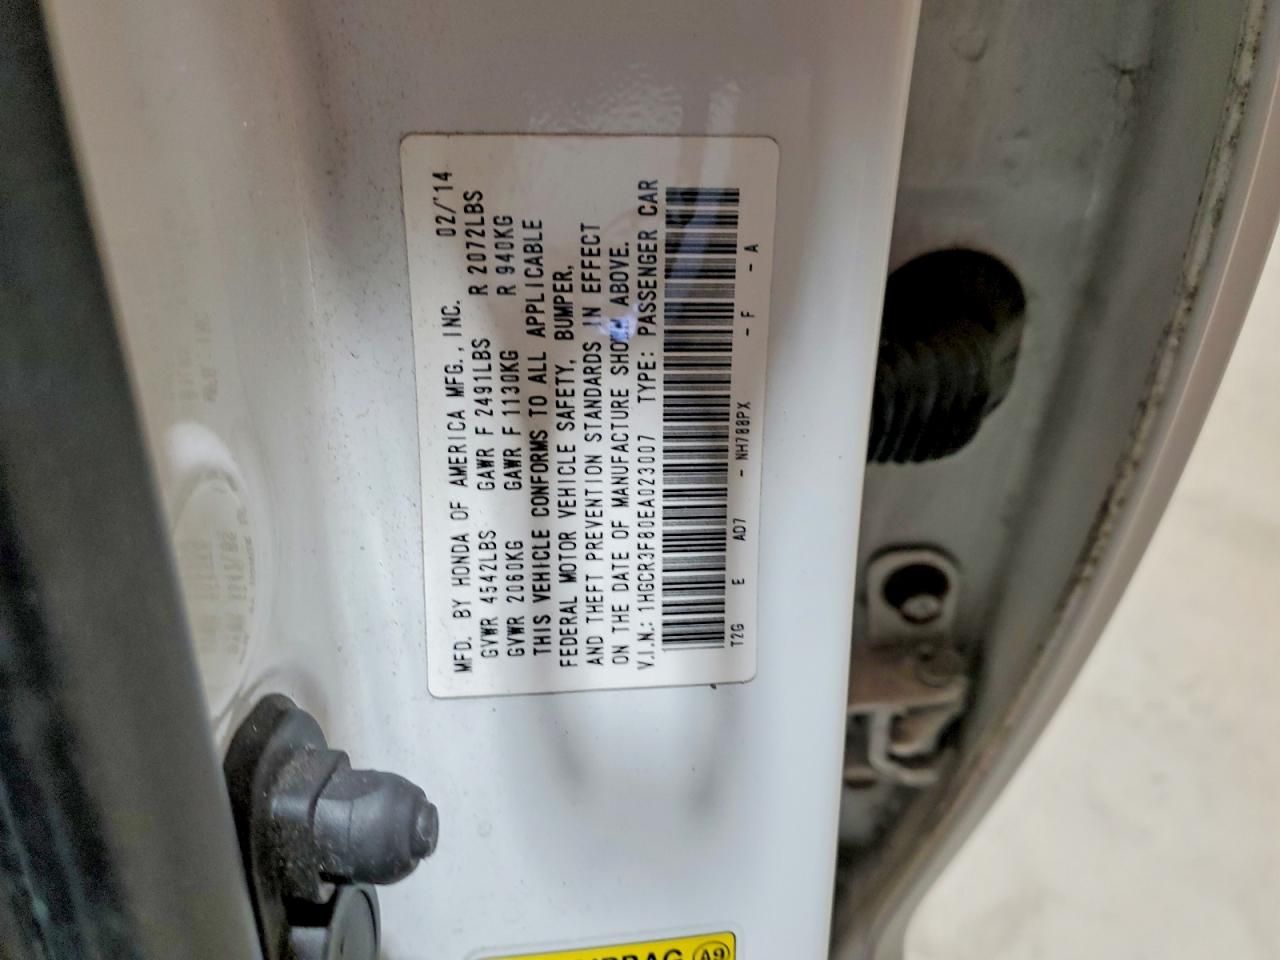 MFD. BY HONDA OF AMERICA MFG., INC. 02/'14
GVWR 4542LBS GAWR F 2491LBS R 2072LBS
GVWR 2060KG GAWR F 1130KG R 940KG
THIS VEHICLE CONFORMS TO ALL APPLICABLE
FEDERAL MOTOR VEHICLE SAFETY, BUMPER,
AND THEFT PREVENTION STANDARDS IN EFFECT
ON THE DATE OF MANUFACTURE SHOWN ABOVE.
V.I.N.: 1HGCR3F80EA023007 TYPE: PASSENGER CAR
T2G E AD7 - NH788PX - F - A
AIRBAG A9